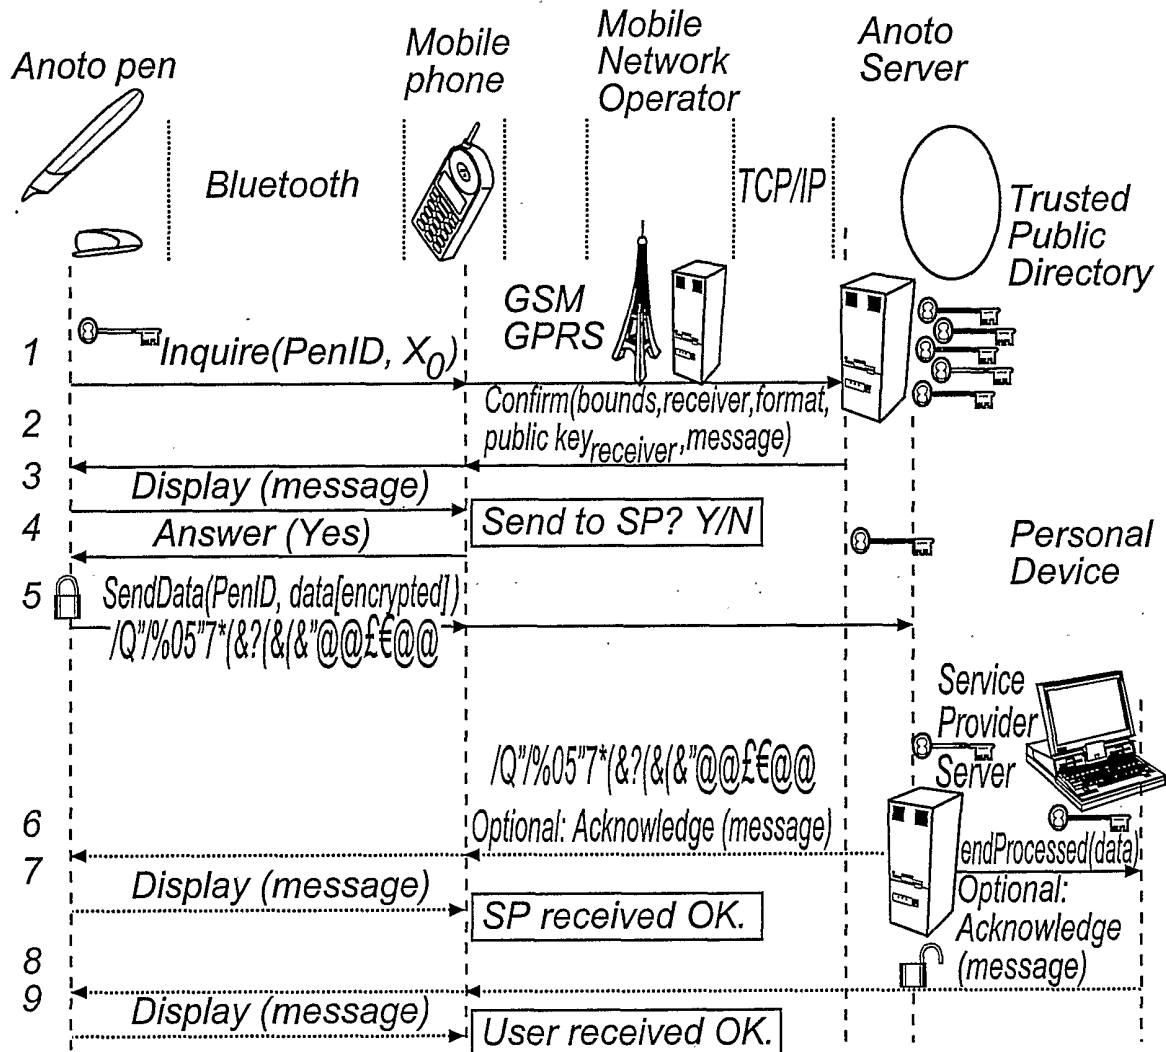 Anoto pen
Mobile
phone
Mobile
Network
Operator
Anoto
Server
Bluetooth
TCP/IP
Trusted
Public
Directory
GSM
GPRS
1
Inquire(PenID, X0)
2
Confirm(bounds,receiver,format,
public keyreceiver,message)
3
Display (message)
4
Send to SP? Y/N
Answer (Yes)
Personal
Device
5
SendData(PenID, data[encrypted])
/Q"/%05"7*(&?(&(&"@@£€@@
Service
Provider
Server
/Q"/%05"7*(&?(&(&"@@£€@@
6
Optional: Acknowledge (message)
endProcessed(data)
7
Display (message)
SP received OK.
Optional:
Acknowledge
(message)
8
9
Display (message)
User received OK.